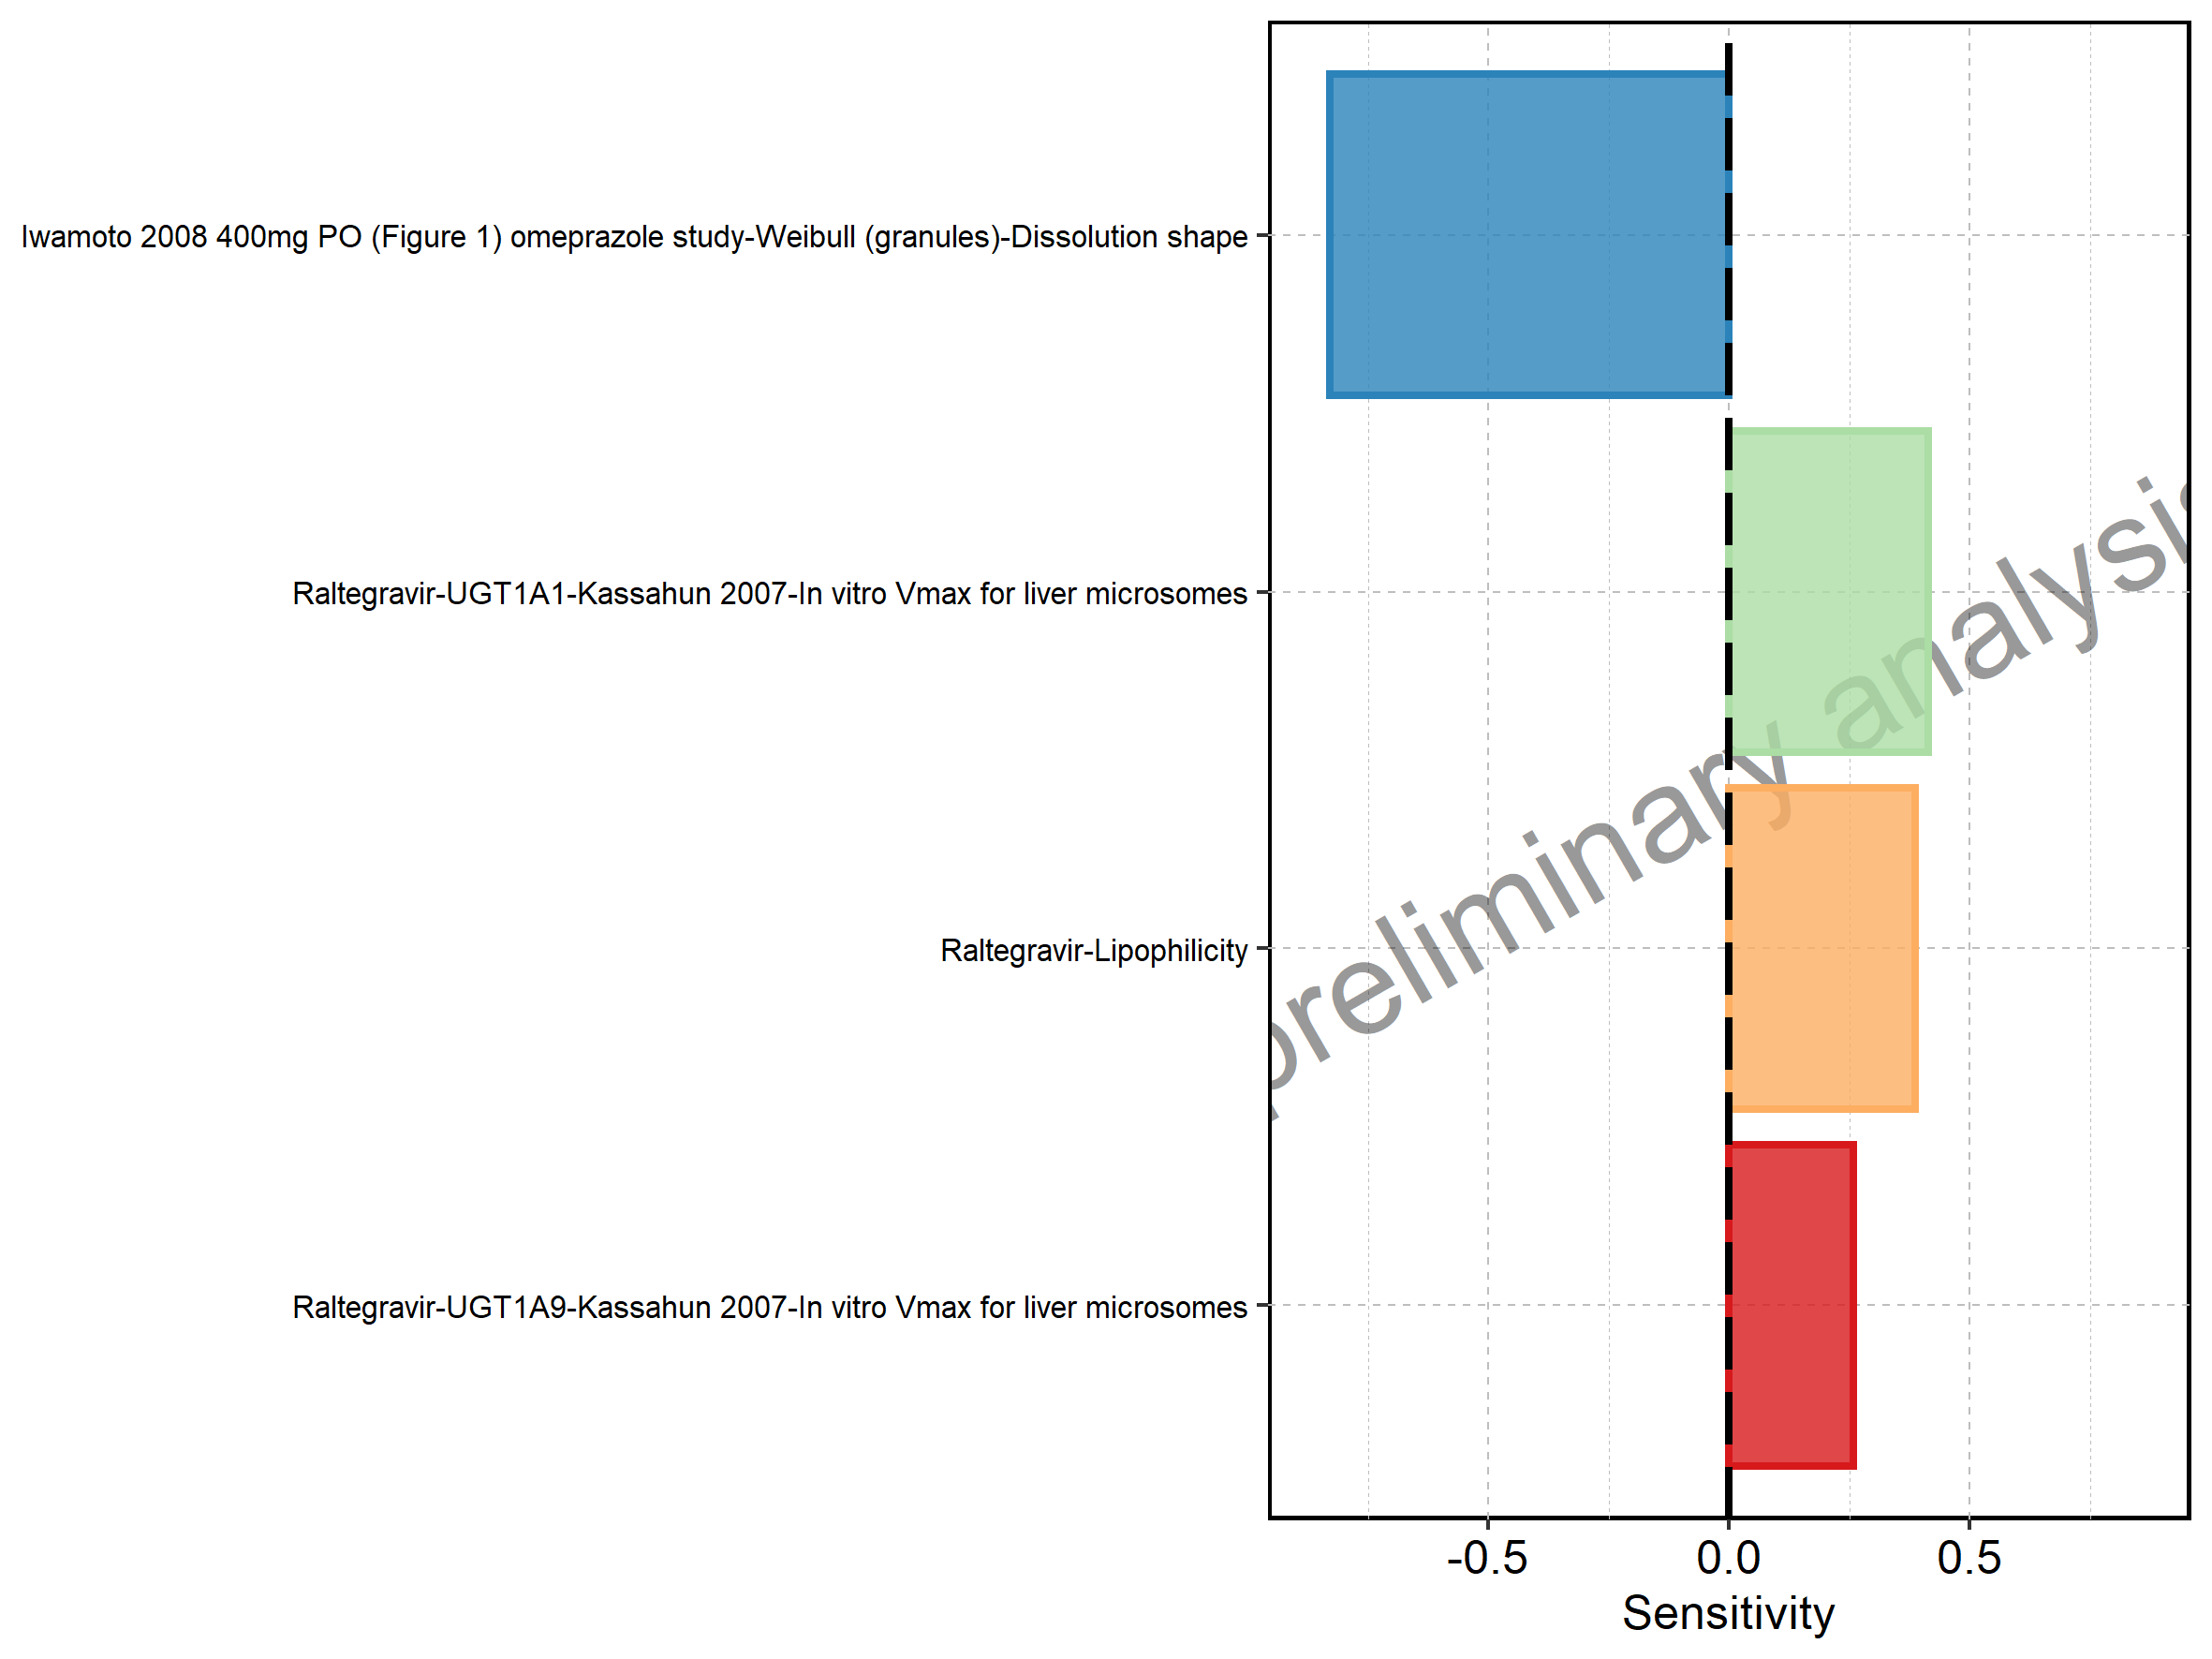 Iwamoto 2008 400mg PO (Figure 1) omeprazole study-Weibull (granules)-Dissolution shape
Raltegravir-UGT1A1-Kassahun 2007-In vitro Vmax for liver microsomes
Raltegravir-Lipophilicity
Raltegravir-UGT1A9-Kassahun 2007-In vitro Vmax for liver microsomes
preliminary analysis
-0.5 0.0 0.5
Sensitivity